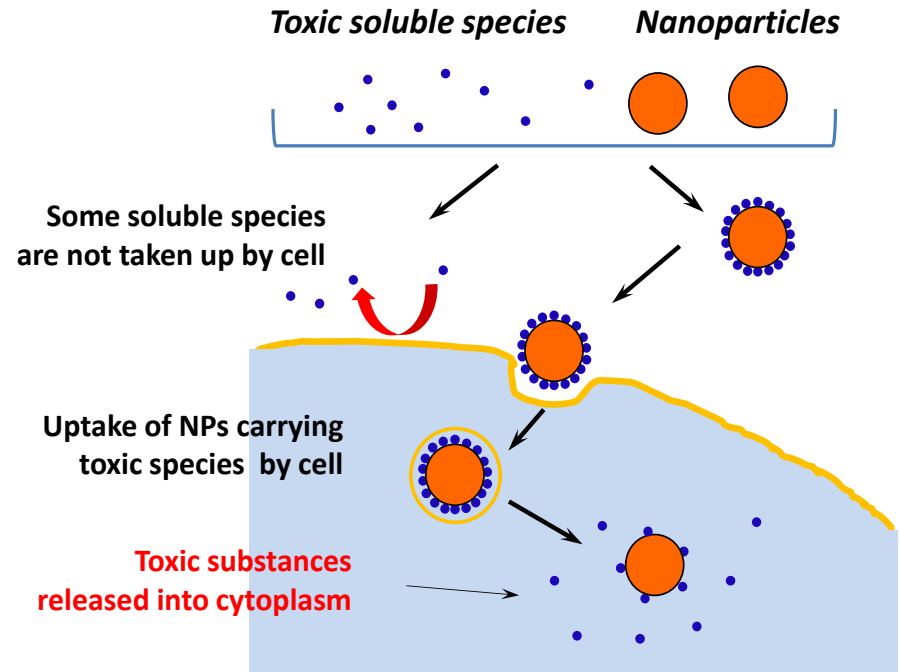 Toxic soluble species Nanoparticles
Some soluble species
are not taken up by cell
Uptake of NPs carrying
toxic species by cell
Toxic substances
released into cytoplasm